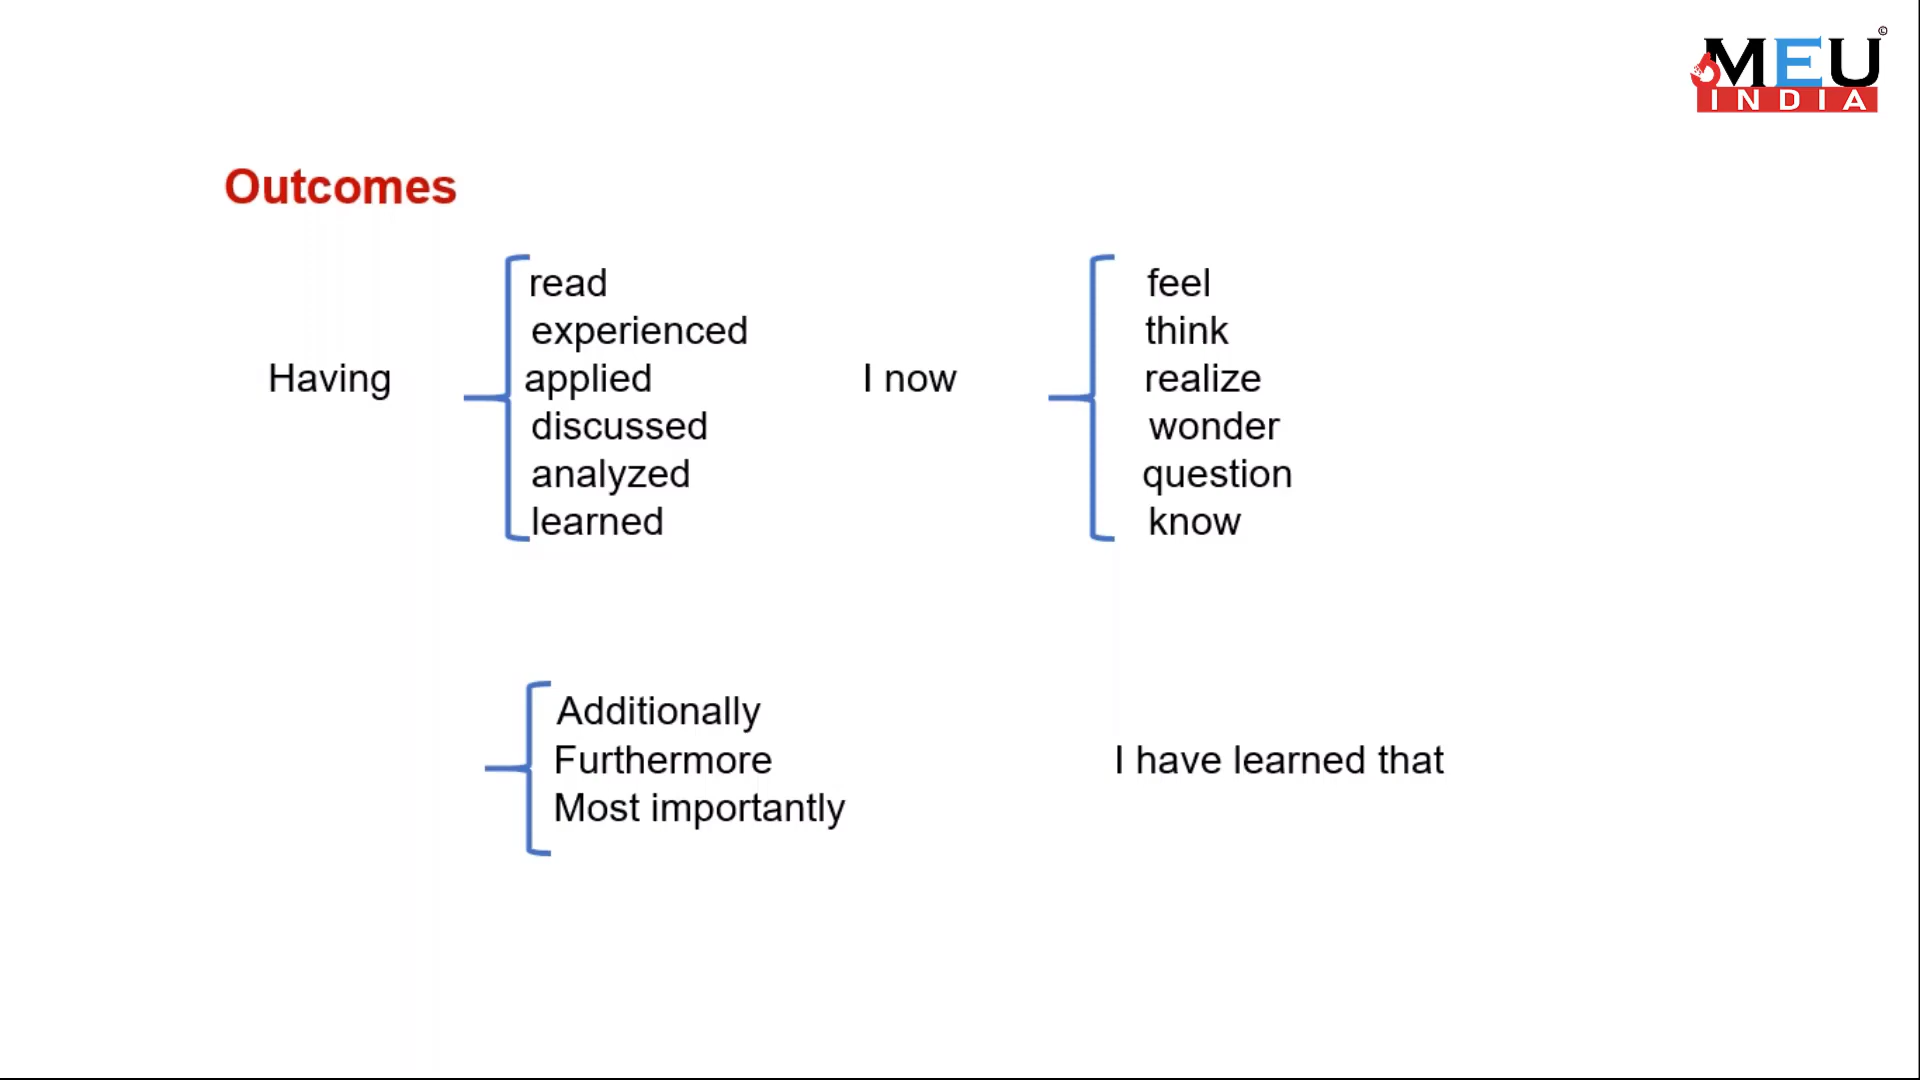 MEU
©
INDIA
Outcomes
read
experienced
Having applied I now
discussed
analyzed
learned
feel
think
realize
wonder
question
know
Additionally
Furthermore
Most importantly
I have learned that